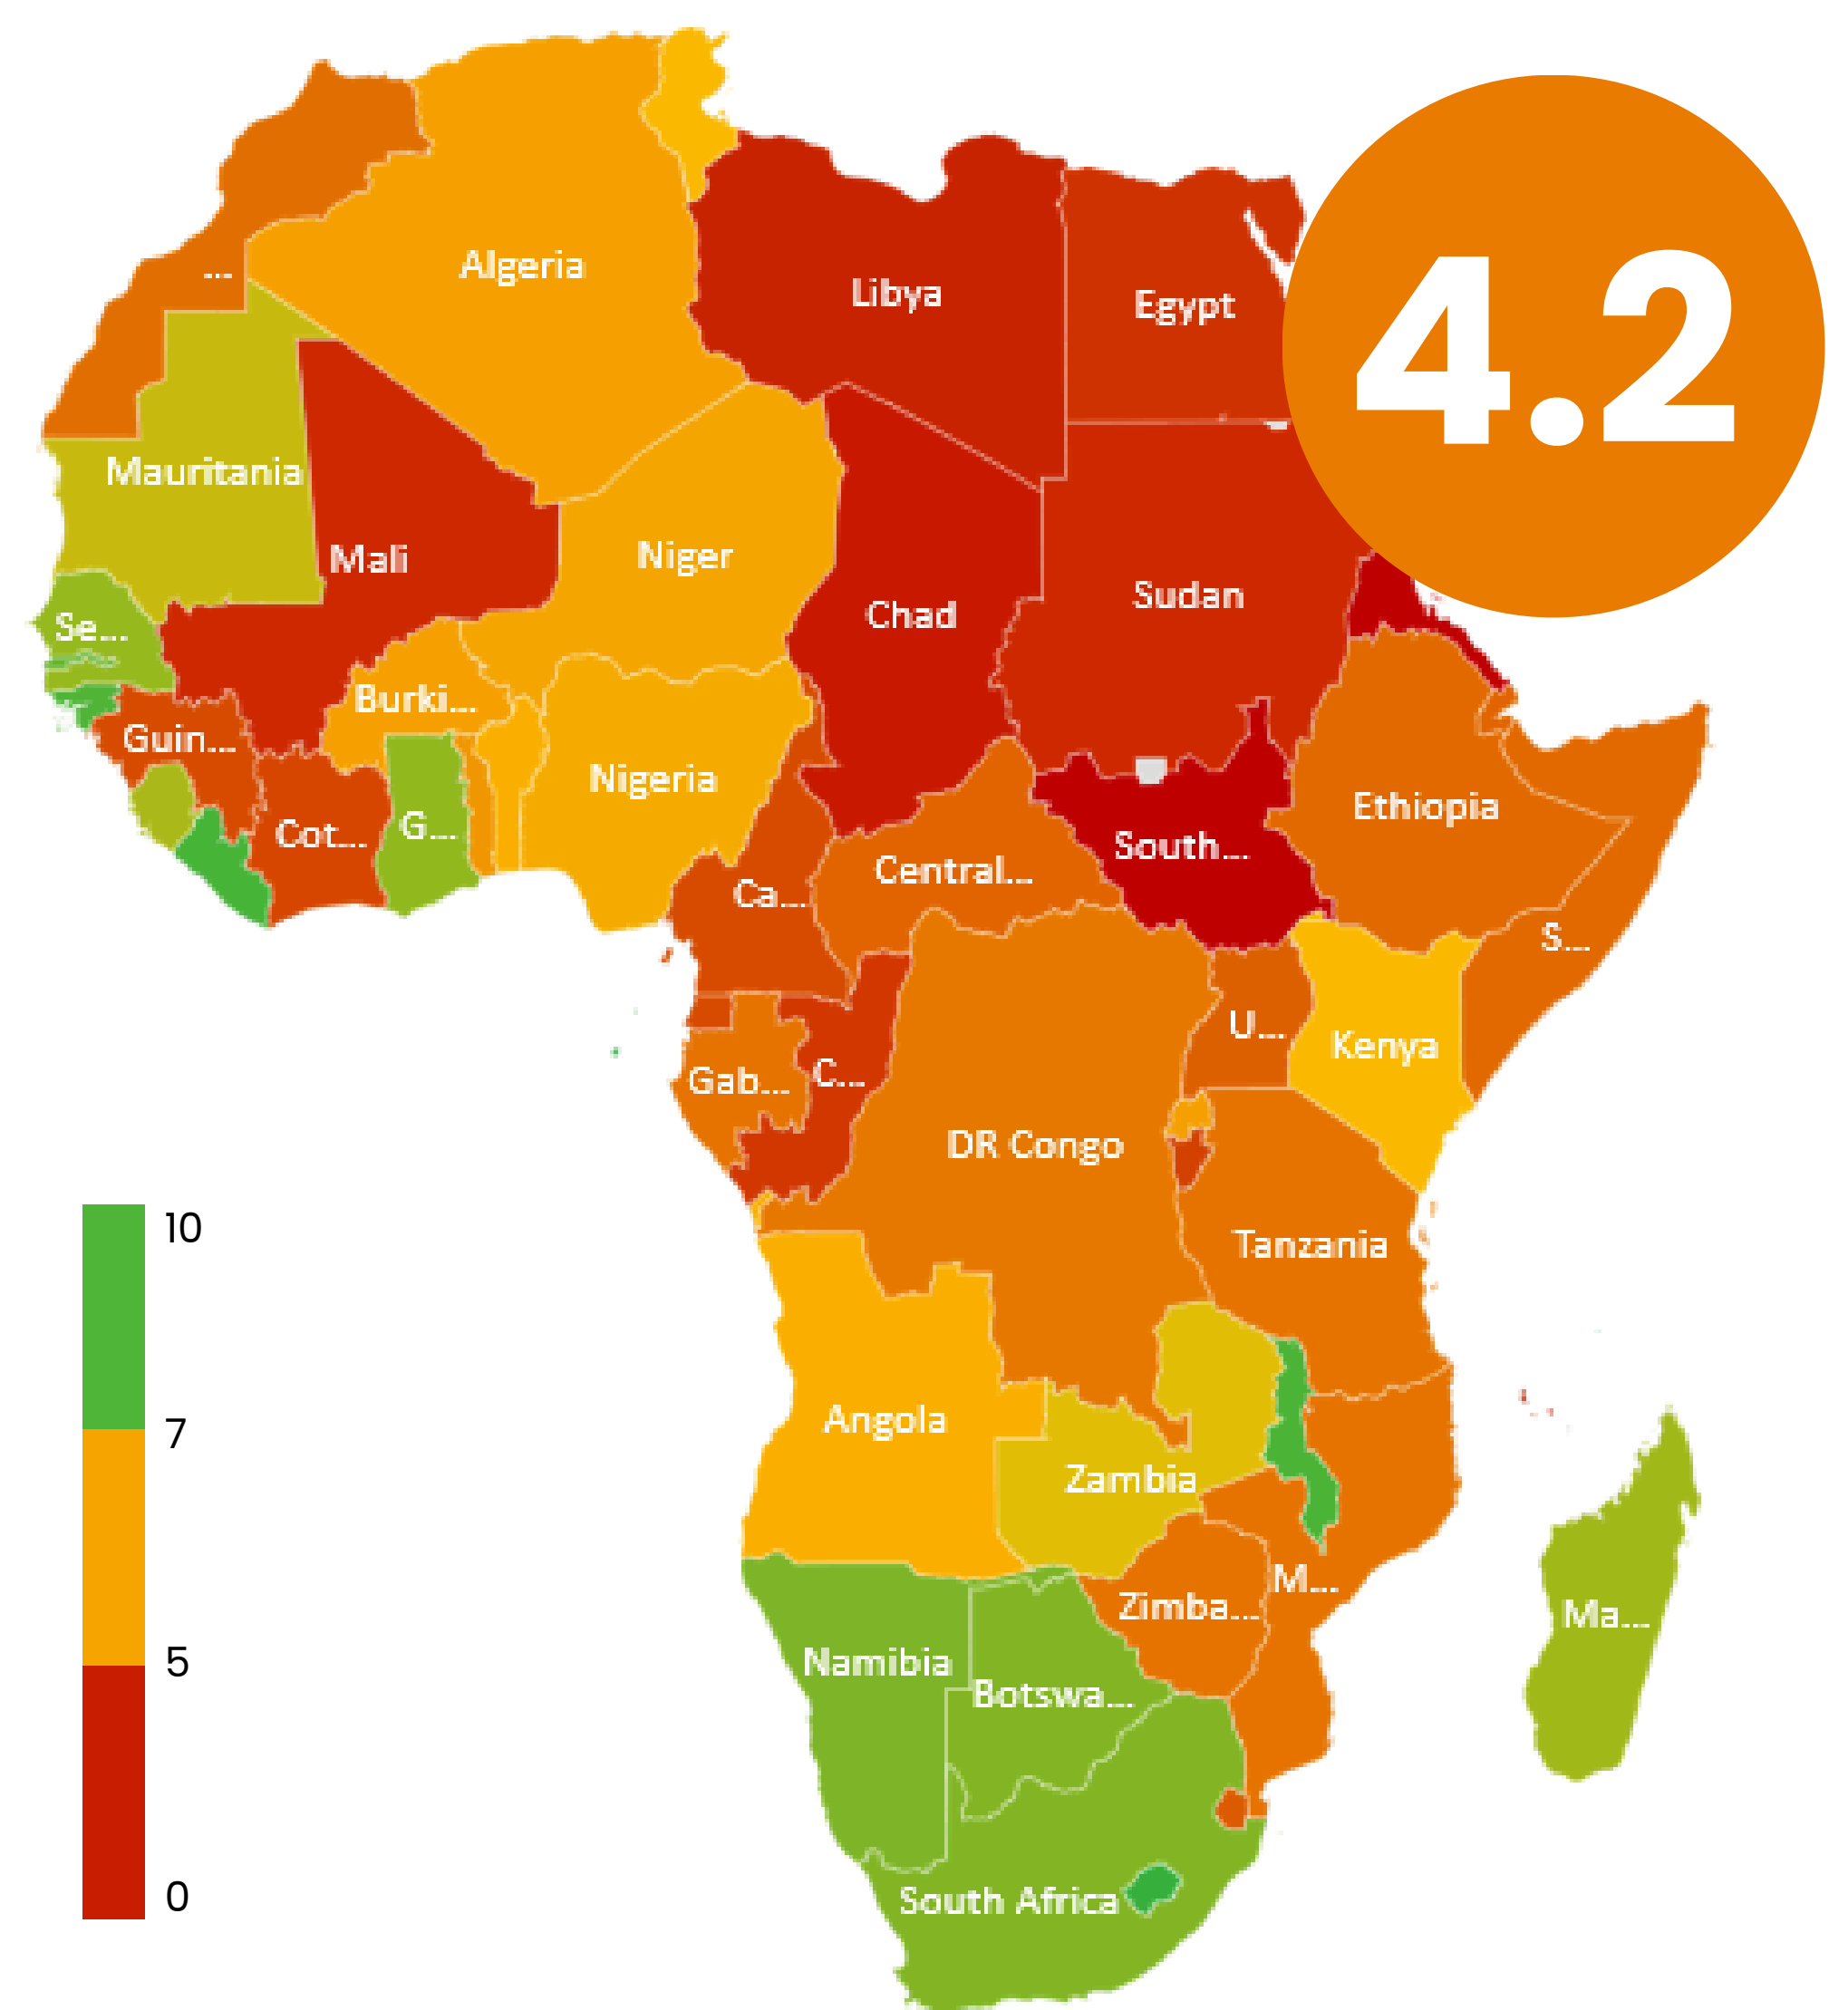 4.2
Algeria
...
Libya
Egypt
Mauritania
Mali
Niger
Chad
Sudan
Se...
Burki...
Guin...
Nigeria
Cot...
G...
Ethiopia
South...
Central...
Ca...
S...
U...
Kenya
Gab...
C...
DR Congo
Tanzania
Angola
Zambia
M...
Zimba...
Ma...
Namibia
Botswa...
South Africa
10
7
5
0